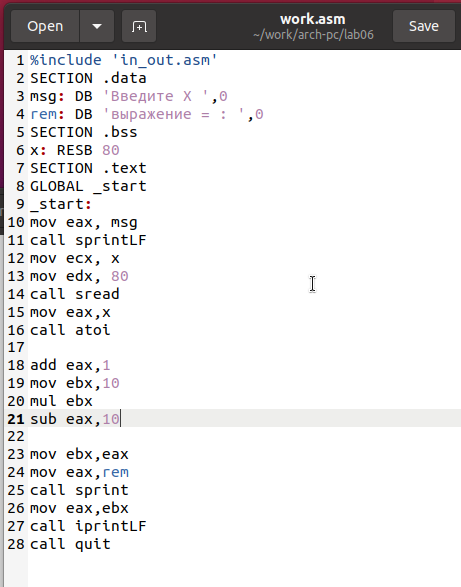 Open
work.asm
~/work/arch-pc/lab06
Save
1 %include 'in_out.asm'
2 SECTION .data
3 msg: DB 'Введите X ',0
4 rem: DB 'выражение = : ',0
5 SECTION .bss
6 x: RESB 80
7 SECTION .text
8 GLOBAL _start
9 _start:
10 mov eax, msg
11 call sprintLF
12 mov ecx, x
13 mov edx, 80
14 call sread
15 mov eax,x
16 call atoi
17
18 add eax,1
19 mov ebx,10
20 mul ebx
21 sub eax,10
22
23 mov ebx,eax
24 mov eax,rem
25 call sprint
26 mov eax,ebx
27 call iprintLF
28 call quit